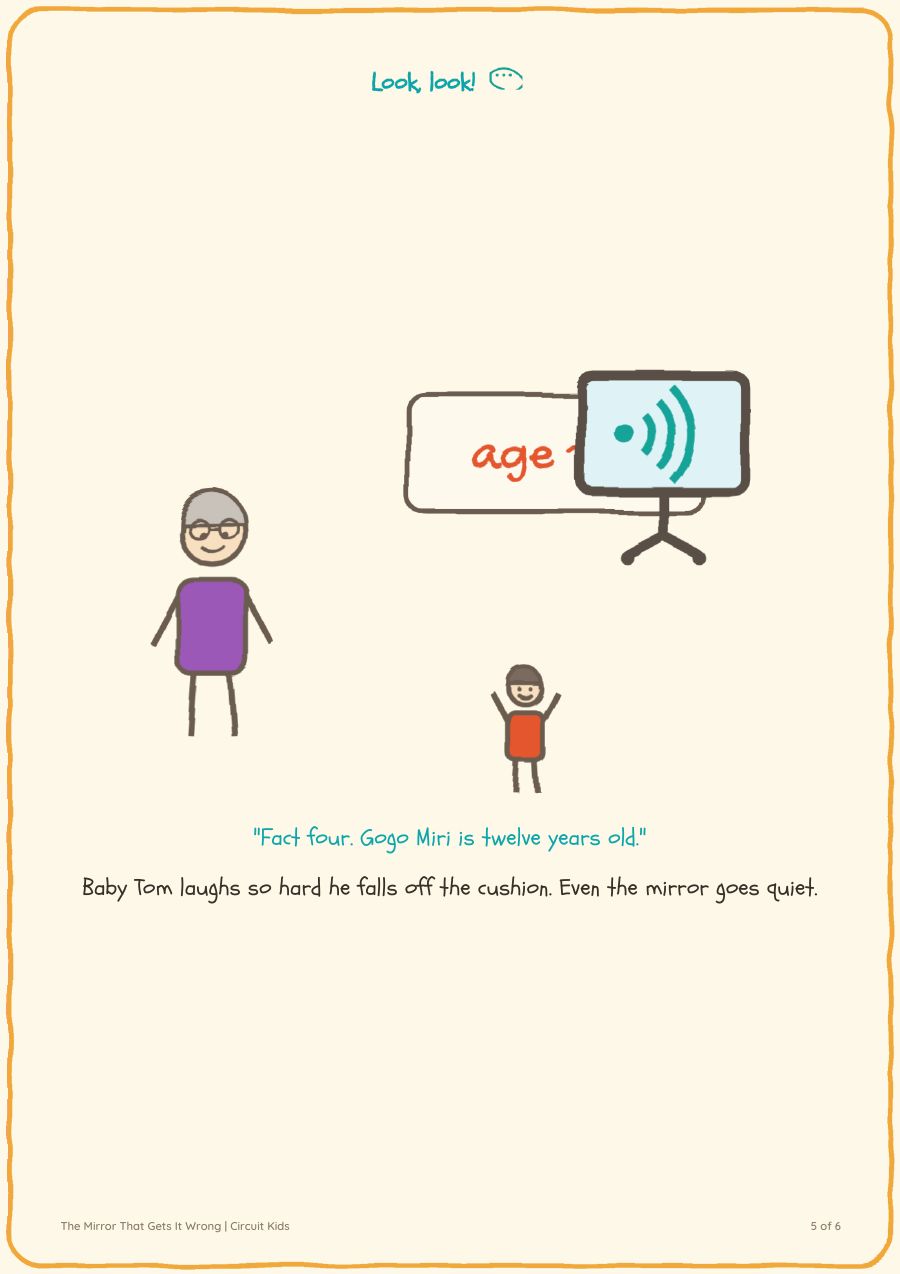 Look, look!
age
"Fact four. Gogo Miri is twelve years old."
Baby Tom laughs so hard he falls off the cushion. Even the mirror goes quiet.
The Mirror That Gets It Wrong | Circuit Kids
5 of 6